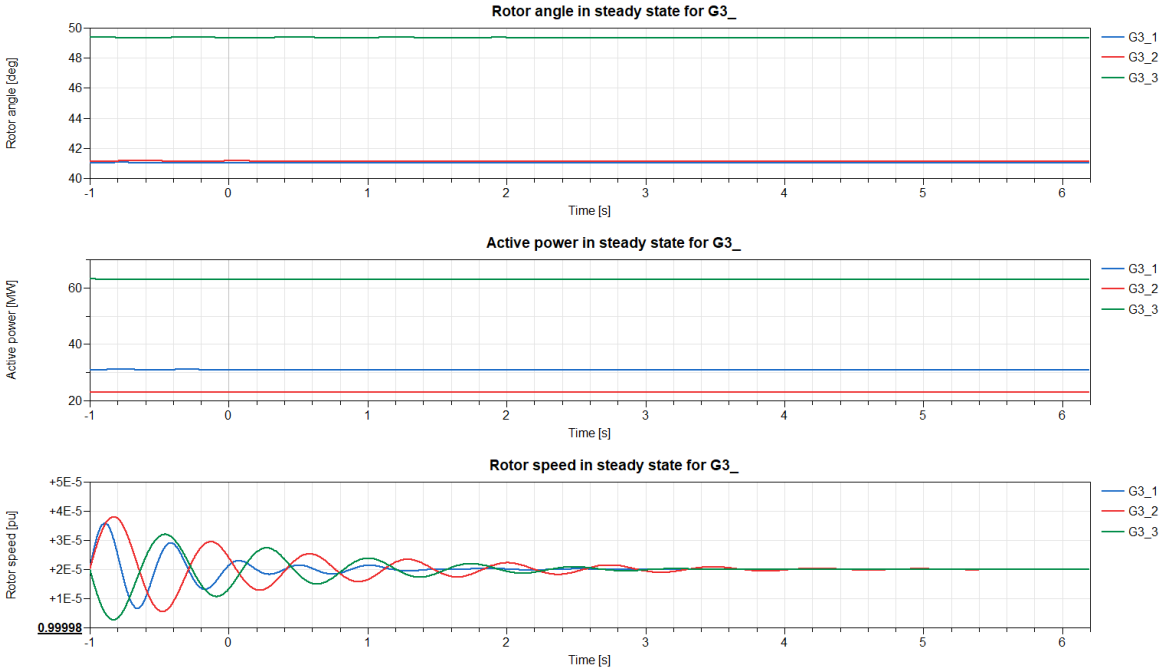 Rotor angle in steady state for G3_
Rotor angle [deg]
50
48
46
44
42
40
-1 0 1 2 3 4 5 6
Time [s]
G3_1
G3_2
G3_3
Active power in steady state for G3_
Active power [MW]
60
40
20
-1 0 1 2 3 4 5 6
Time [s]
G3_1
G3_2
G3_3
Rotor speed in steady state for G3_
Rotor speed [pu]
+5E-5
+4E-5
+3E-5
+2E-5
+1E-5
0.99998
-1 0 1 2 3 4 5 6
Time [s]
G3_1
G3_2
G3_3